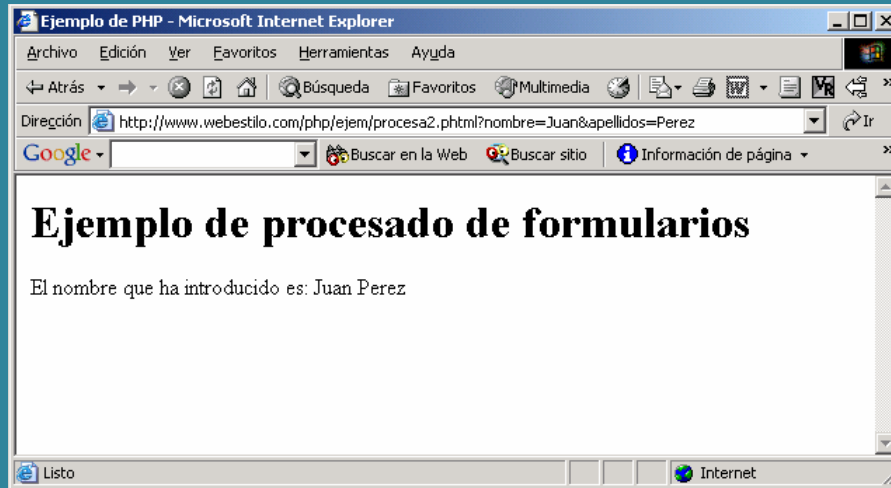 Ejemplo de PHP - Microsoft Internet Explorer
Archivo Edición Ver Favoritos Herramientas Ayuda
Atrás Búsqueda Favoritos Multimedia W VR »
Dirección http://www.webestilo.com/php/ejem/procesa2.phtml?nombre=Juan&apellidos=Perez Ir
Google Buscar en la Web Buscar sitio Información de página »
Ejemplo de procesado de formularios
El nombre que ha introducido es: Juan Perez
Listo Internet